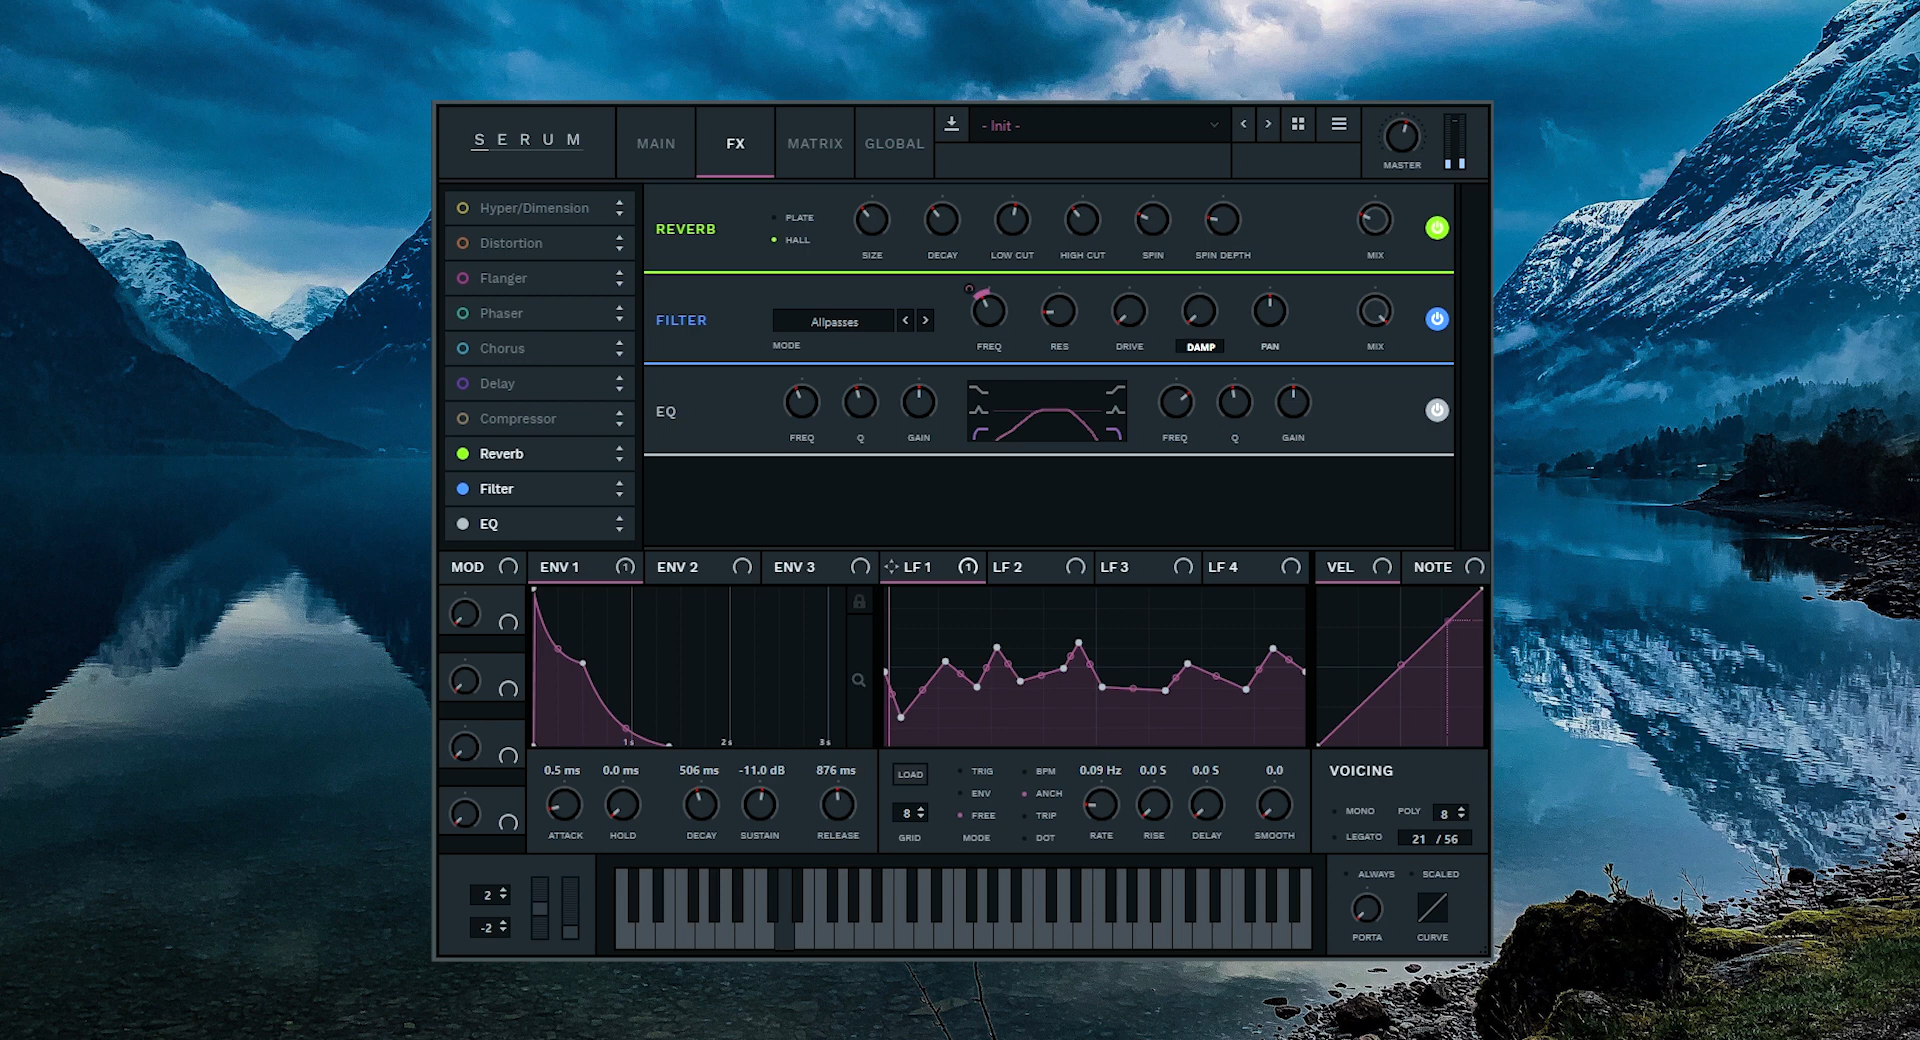 SERUM
MAIN
FX
MATRIX
GLOBAL
- Init -
MASTER
Hyper/Dimension
Distortion
Flanger
Phaser
Chorus
Delay
Compressor
Reverb
Filter
EQ
REVERB
PLATE
HALL
SIZE
DECAY
LOW CUT
HIGH CUT
SPIN
SPIN DEPTH
MIX
FILTER
Allpasses
MODE
FREQ
RES
DRIVE
DAMP
PAN
MIX
EQ
FREQ
Q
GAIN
FREQ
Q
GAIN
MOD
ENV 1
1
ENV 2
ENV 3
LF 1
1
LF 2
LF 3
LF 4
VEL
NOTE
1s
2s
3s
0.5 ms
0.0 ms
506 ms
-11.0 dB
876 ms
ATTACK
HOLD
DECAY
SUSTAIN
RELEASE
LOAD
8
GRID
TRIG
ENV
FREE
MODE
BPM
ANCH
TRIP
DOT
0.09 Hz
0.0 S
0.0 S
0.0
RATE
RISE
DELAY
SMOOTH
VOICING
MONO
POLY
8
LEGATO
21 / 56
2
-2
ALWAYS
SCALED
PORTA
CURVE